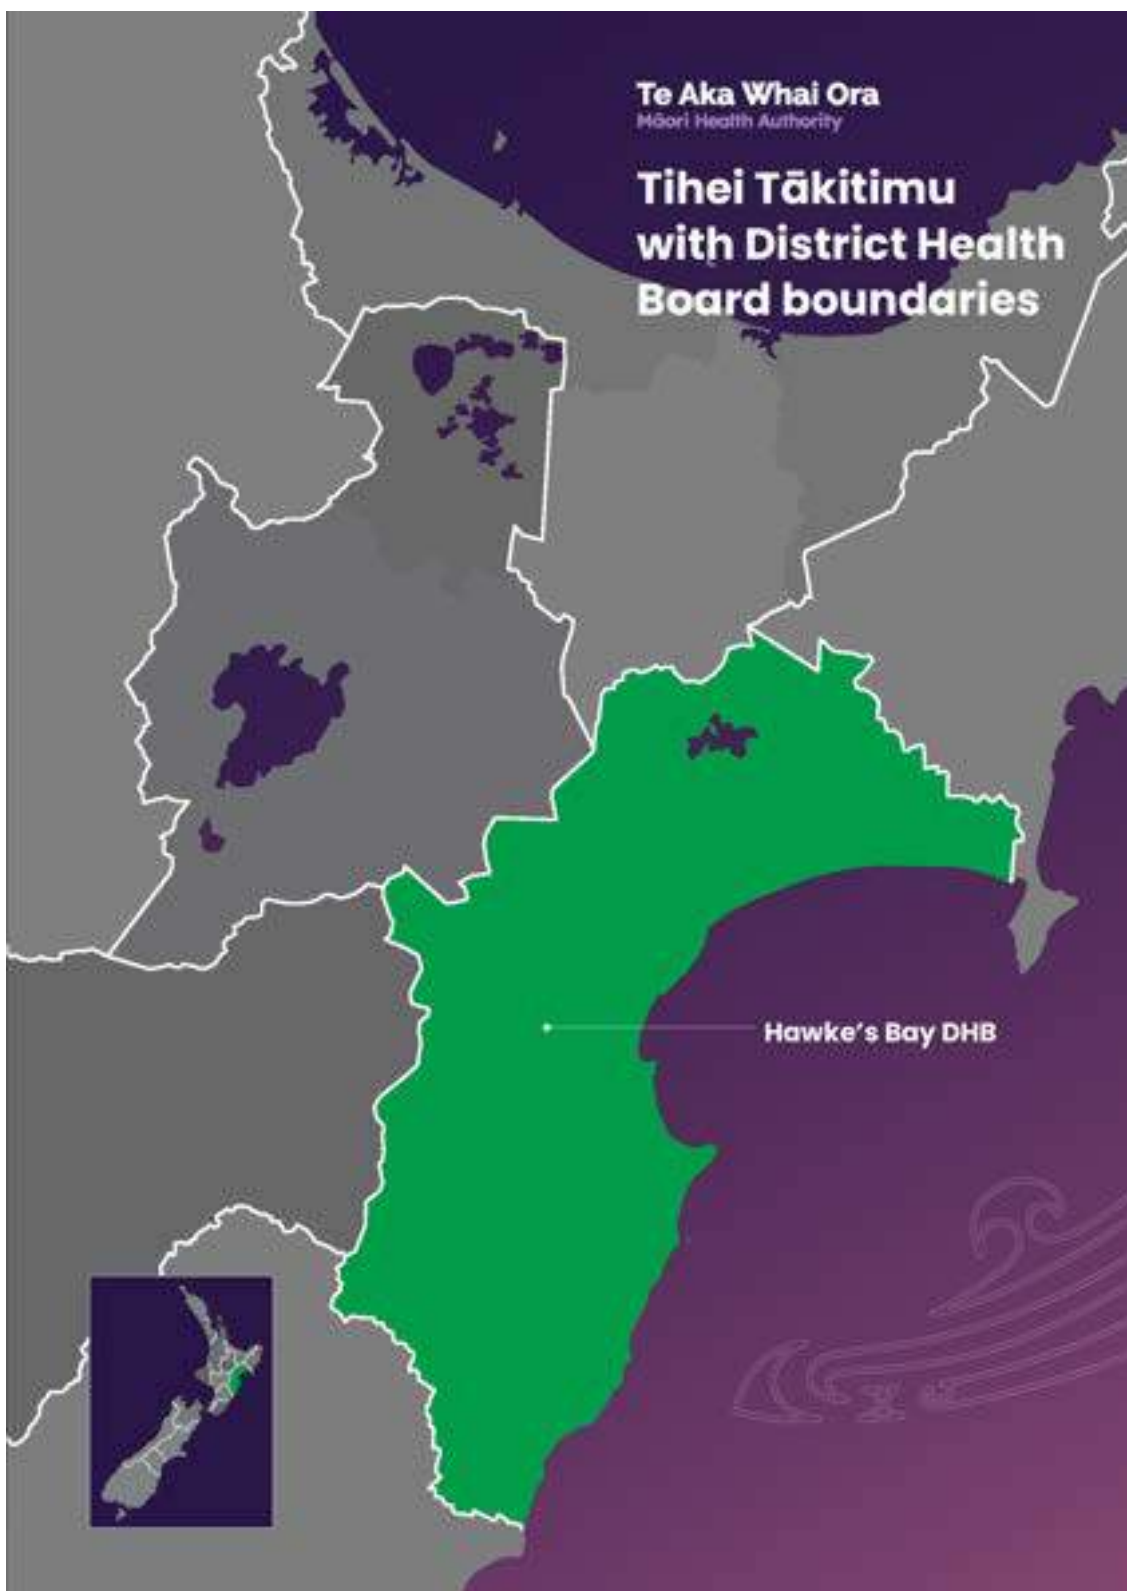 Te Aka Whai Ora
Māori Health Authority
Tihei Tākitimu
with District Health
Board boundaries
Hawke's Bay DHB